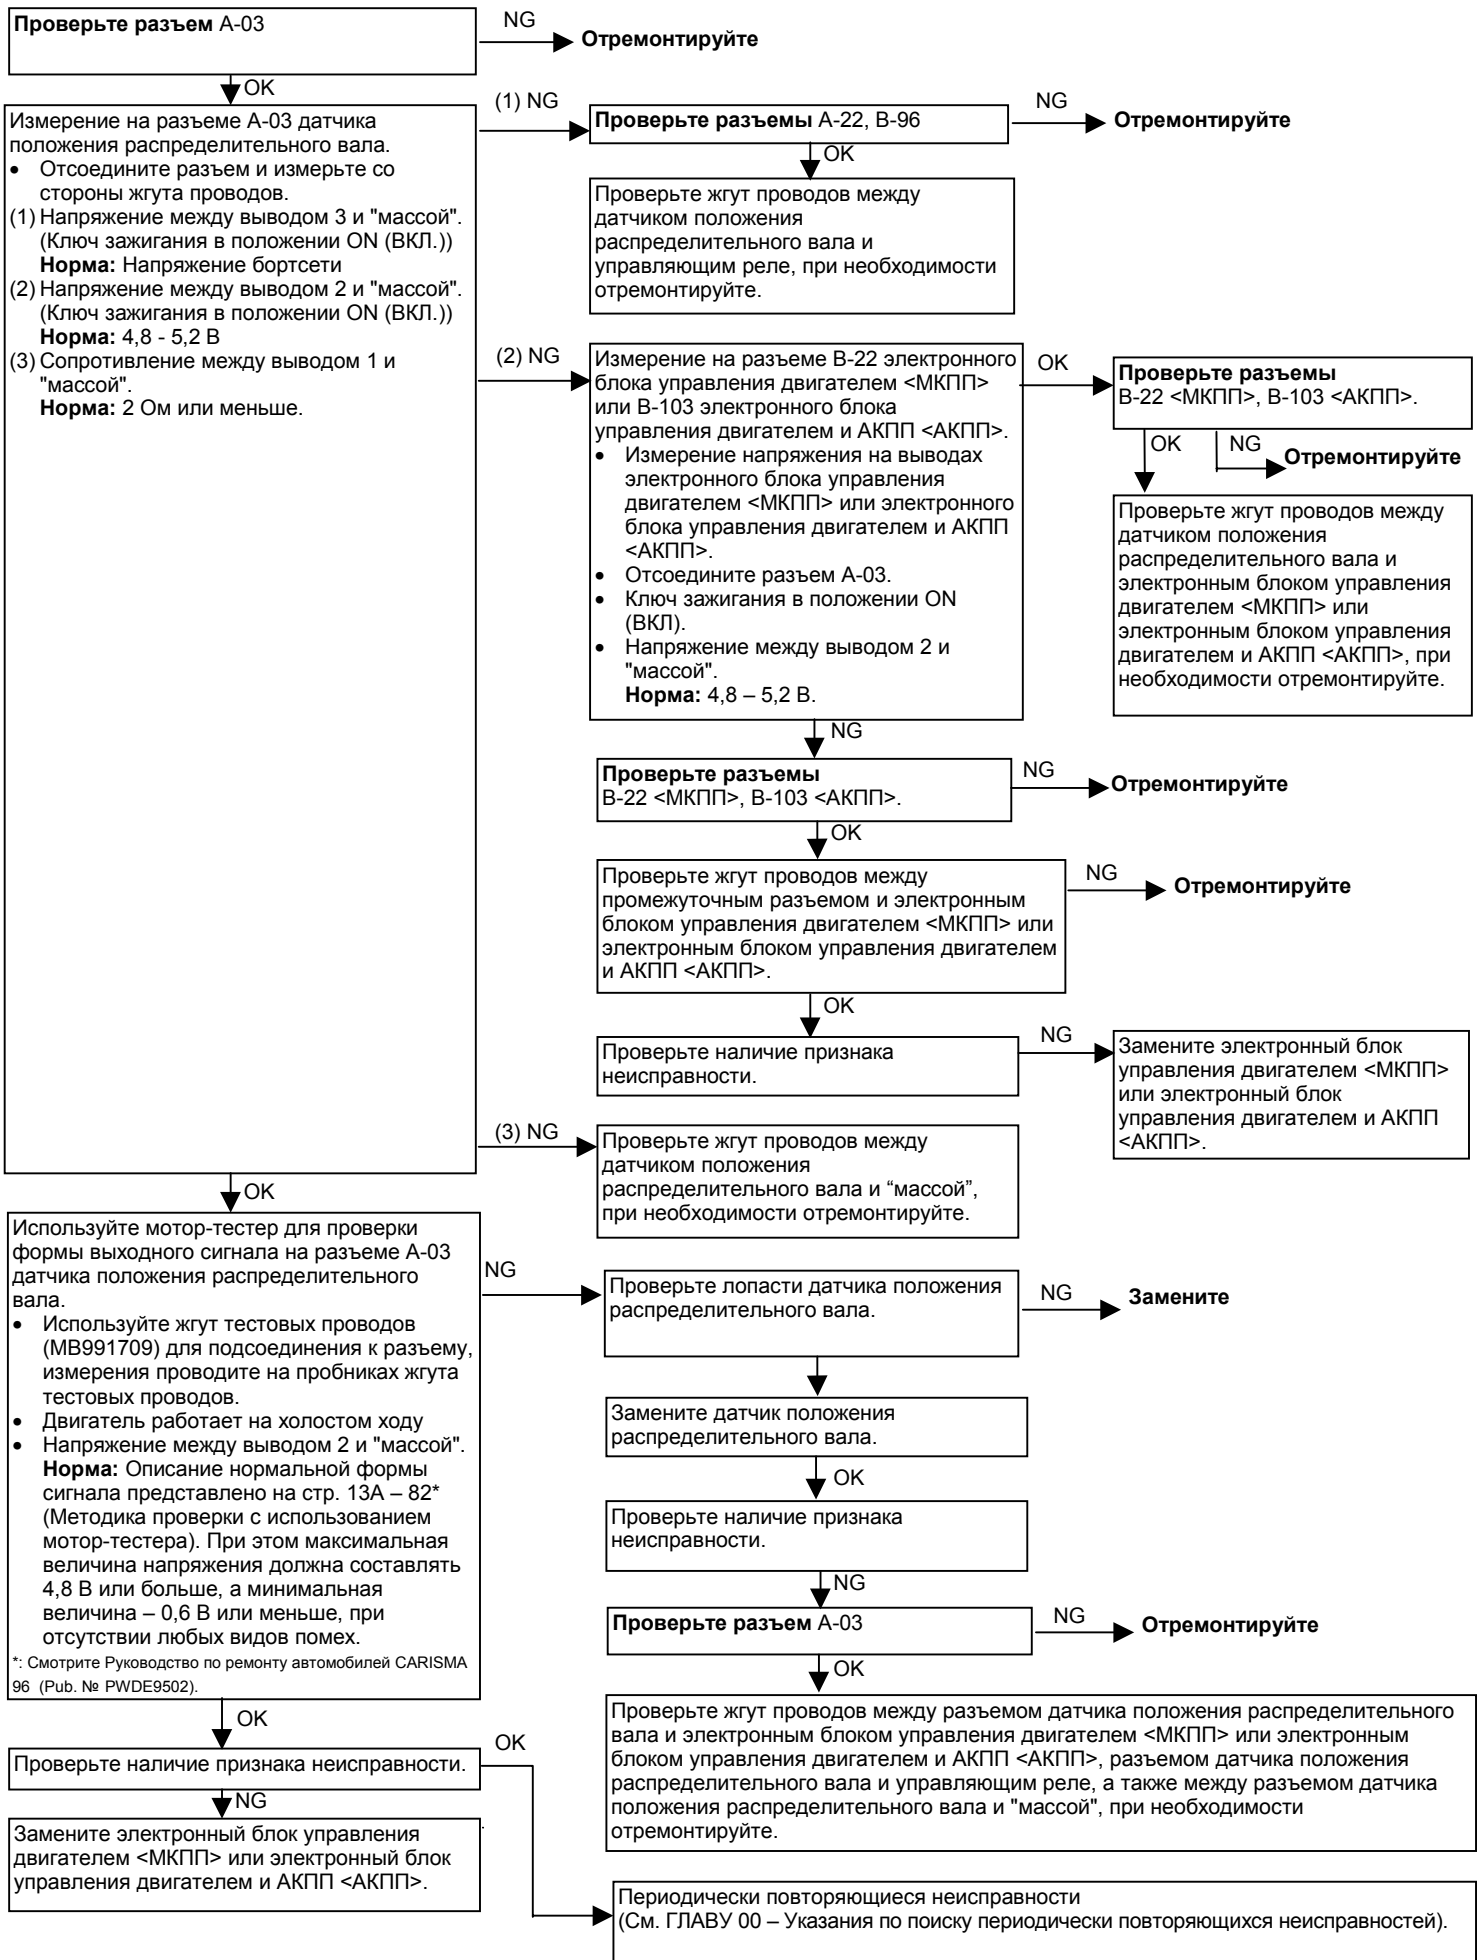 Проверьте разъем А-03
NG
Отремонтируйте
OK
Измерение на разъеме А-03 датчика
положения распределительного вала.
• Отсоедините разъем и измерьте со
стороны жгута проводов.
(1) Напряжение между выводом 3 и "массой".
(Ключ зажигания в положении ON (ВКЛ.))
Норма: Напряжение бортсети
(2) Напряжение между выводом 2 и "массой".
(Ключ зажигания в положении ON (ВКЛ.))
Норма: 4,8 - 5,2 В
(3) Сопротивление между выводом 1 и
"массой".
Норма: 2 Ом или меньше.
(1) NG
Проверьте разъемы А-22, В-96
NG
Отремонтируйте
OK
Проверьте жгут проводов между
датчиком положения
распределительного вала и
управляющим реле, при необходимости
отремонтируйте.
(2) NG
Измерение на разъеме В-22 электронного
блока управления двигателем <МКПП>
или В-103 электронного блока
управления двигателем и АКПП <АКПП>.
• Измерение напряжения на выводах
электронного блока управления
двигателем <МКПП> или электронного
блока управления двигателем и АКПП
<АКПП>.
• Отсоедините разъем А-03.
• Ключ зажигания в положении ON
(ВКЛ).
• Напряжение между выводом 2 и
"массой".
Норма: 4,8 – 5,2 В.
OK
Проверьте разъемы
В-22 <МКПП>, В-103 <АКПП>.
OK
NG
Отремонтируйте
Проверьте жгут проводов между
датчиком положения
распределительного вала и
электронным блоком управления
двигателем <МКПП> или
электронным блоком управления
двигателем и АКПП <АКПП>, при
необходимости отремонтируйте.
NG
Проверьте разъемы
В-22 <МКПП>, В-103 <АКПП>.
NG
Отремонтируйте
OK
Проверьте жгут проводов между
промежуточным разъемом и электронным
блоком управления двигателем <МКПП> или
электронным блоком управления двигателем
и АКПП <АКПП>.
NG
Отремонтируйте
OK
Проверьте наличие признака
неисправности.
NG
Замените электронный блок
управления двигателем <МКПП>
или электронный блок
управления двигателем и АКПП
<АКПП>.
(3) NG
Проверьте жгут проводов между
датчиком положения
распределительного вала и “массой”,
при необходимости отремонтируйте.
OK
Используйте мотор-тестер для проверки
формы выходного сигнала на разъеме А-03
датчика положения распределительного
вала.
• Используйте жгут тестовых проводов
(МВ991709) для подсоединения к разъему,
измерения проводите на пробниках жгута
тестовых проводов.
• Двигатель работает на холостом ходу
• Напряжение между выводом 2 и "массой".
Норма: Описание нормальной формы
сигнала представлено на стр. 13А – 82*
(Методика проверки с использованием
мотор-тестера). При этом максимальная
величина напряжения должна составлять
4,8 В или больше, а минимальная
величина – 0,6 В или меньше, при
отсутствии любых видов помех.
*: Смотрите Руководство по ремонту автомобилей CARISMA
96 (Pub. № PWDE9502).
NG
Проверьте лопасти датчика положения
распределительного вала.
NG
Замените
Замените датчик положения
распределительного вала.
OK
Проверьте наличие признака
неисправности.
NG
Проверьте разъем А-03
NG
Отремонтируйте
OK
Проверьте жгут проводов между разъемом датчика положения распределительного
вала и электронным блоком управления двигателем <МКПП> или электронным
блоком управления двигателем и АКПП <АКПП>, разъемом датчика положения
распределительного вала и управляющим реле, а также между разъемом датчика
положения распределительного вала и "массой", при необходимости
отремонтируйте.
OK
Проверьте наличие признака неисправности.
OK
NG
Замените электронный блок управления
двигателем <МКПП> или электронный блок
управления двигателем и АКПП <АКПП>.
Периодически повторяющиеся неисправности
(См. ГЛАВУ 00 – Указания по поиску периодически повторяющихся неисправностей).